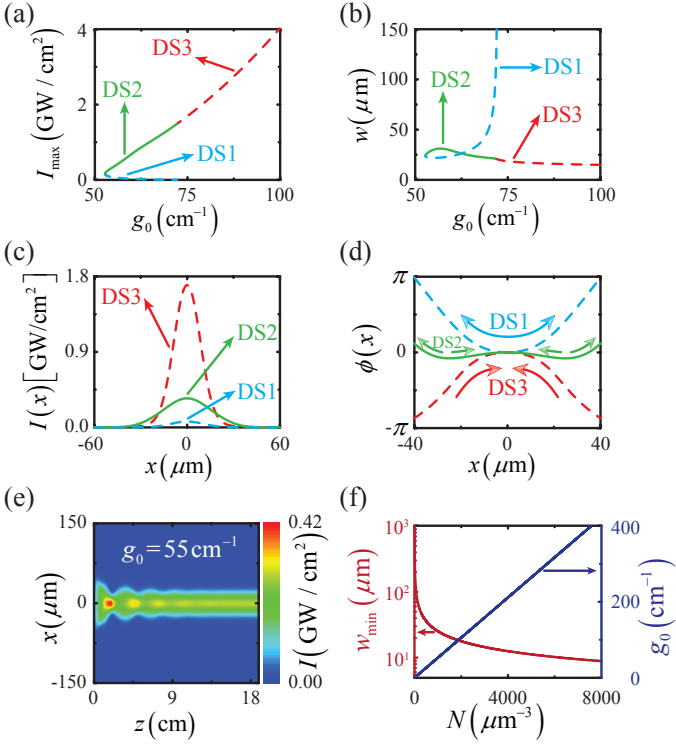 (a)
I_max (GW / cm²)
4
2
0
50
75
100
g₀ (cm⁻¹)
DS3
DS2
DS1
(b)
w (μm)
150
100
50
0
50
75
100
g₀ (cm⁻¹)
DS2
DS1
DS3
(c)
I(x) [GW/cm²]
1.8
0.9
0.0
-60
0
60
x (μm)
DS3
DS2
DS1
(d)
ϕ(x)
π
0
-π
-40
0
40
x (μm)
DS1
DS2
DS3
(e)
x (μm)
150
0
-150
0
9
18
z (cm)
g₀ = 55 cm⁻¹
0.42
0.00
I (GW / cm²)
(f)
w_min (μm)
10³
10²
10¹
0
4000
8000
N (μm⁻³)
400
200
0
g₀ (cm⁻¹)